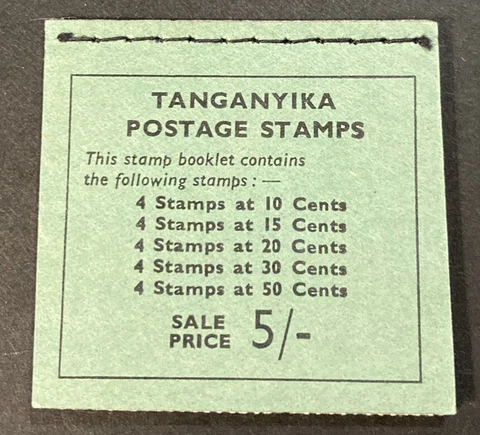 TANGANYIKA
POSTAGE STAMPS
This stamp booklet contains
the following stamps : —
4 Stamps at 10 Cents
4 Stamps at 15 Cents
4 Stamps at 20 Cents
4 Stamps at 30 Cents
4 Stamps at 50 Cents
SALE
PRICE 5/-